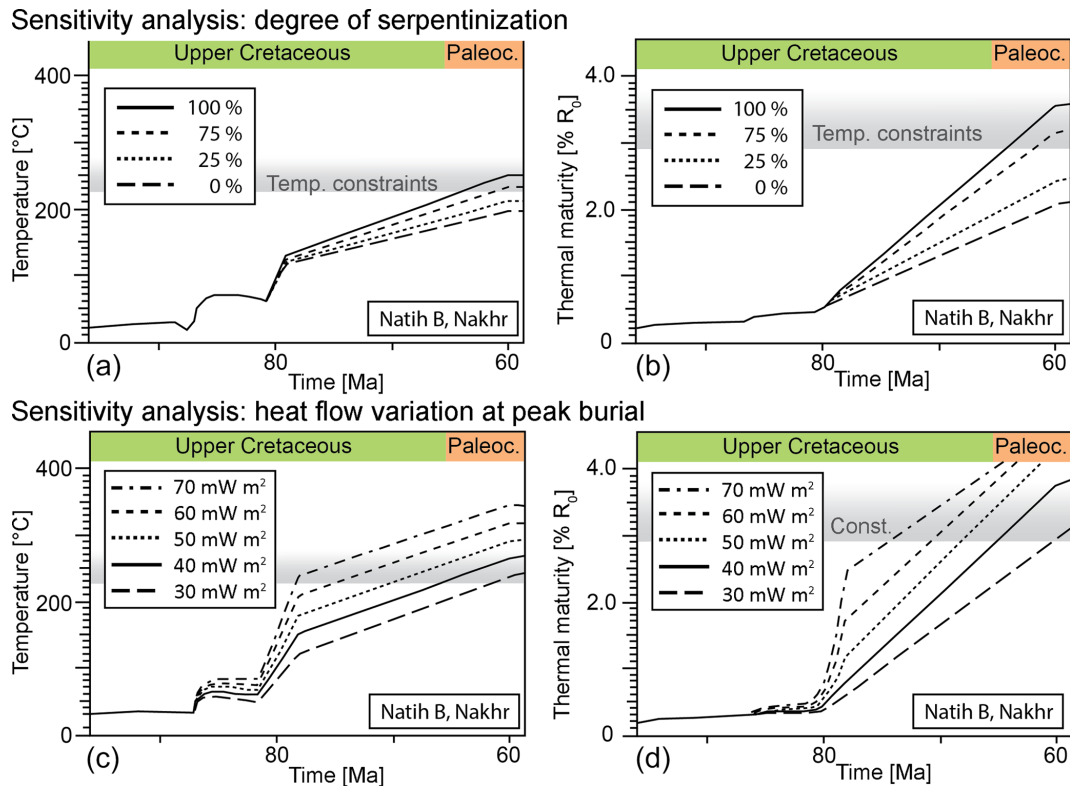 Sensitivity analysis: degree of serpentinization
Upper Cretaceous
Paleoc.
400
200
0
Temperature [°C]
100 %
75 %
25 %
0 %
Temp. constraints
Natih B, Nakhr
(a)
80
60
Time [Ma]
Upper Cretaceous
Paleoc.
4.0
2.0
0
Thermal maturity [% R0]
100 %
75 %
25 %
0 %
Temp. constraints
Natih B, Nakhr
(b)
80
60
Time [Ma]
Sensitivity analysis: heat flow variation at peak burial
Upper Cretaceous
Paleoc.
400
200
0
Temperature [°C]
70 mW m²
60 mW m²
50 mW m²
40 mW m²
30 mW m²
Natih B, Nakhr
(c)
80
60
Time [Ma]
Upper Cretaceous
Paleoc.
4.0
2.0
0
Thermal maturity [% R0]
70 mW m²
60 mW m²
50 mW m²
40 mW m²
30 mW m²
Const.
Natih B, Nakhr
(d)
80
60
Time [Ma]